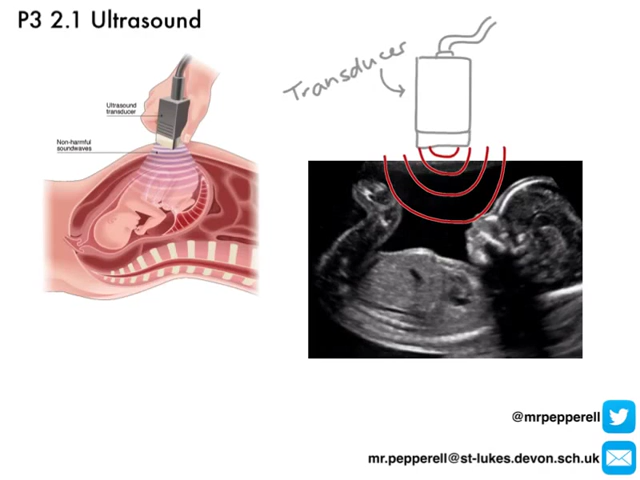 P3 2.1 Ultrasound
Ultrasound
transducer
Non-harmful
soundwaves
Transducer
@mrpepperell
mr.pepperell@st-lukes.devon.sch.uk